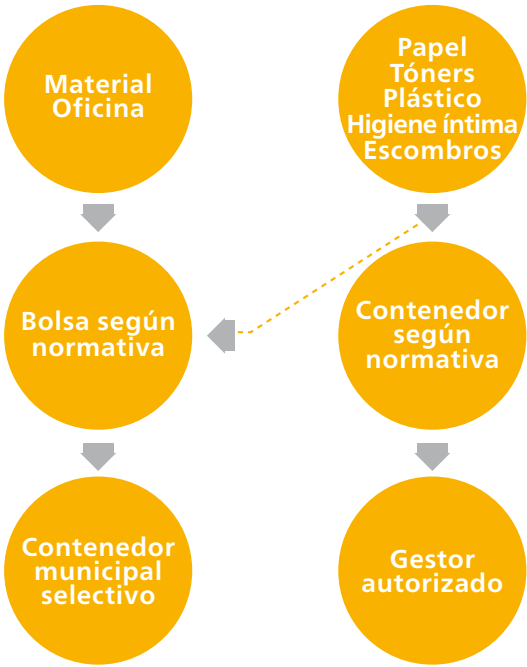 Material
Oficina
Papel
Tóners
Plástico
Higiene íntima
Escombros
Bolsa según
normativa
Contenedor
según
normativa
Contenedor
municipal
selectivo
Gestor
autorizado